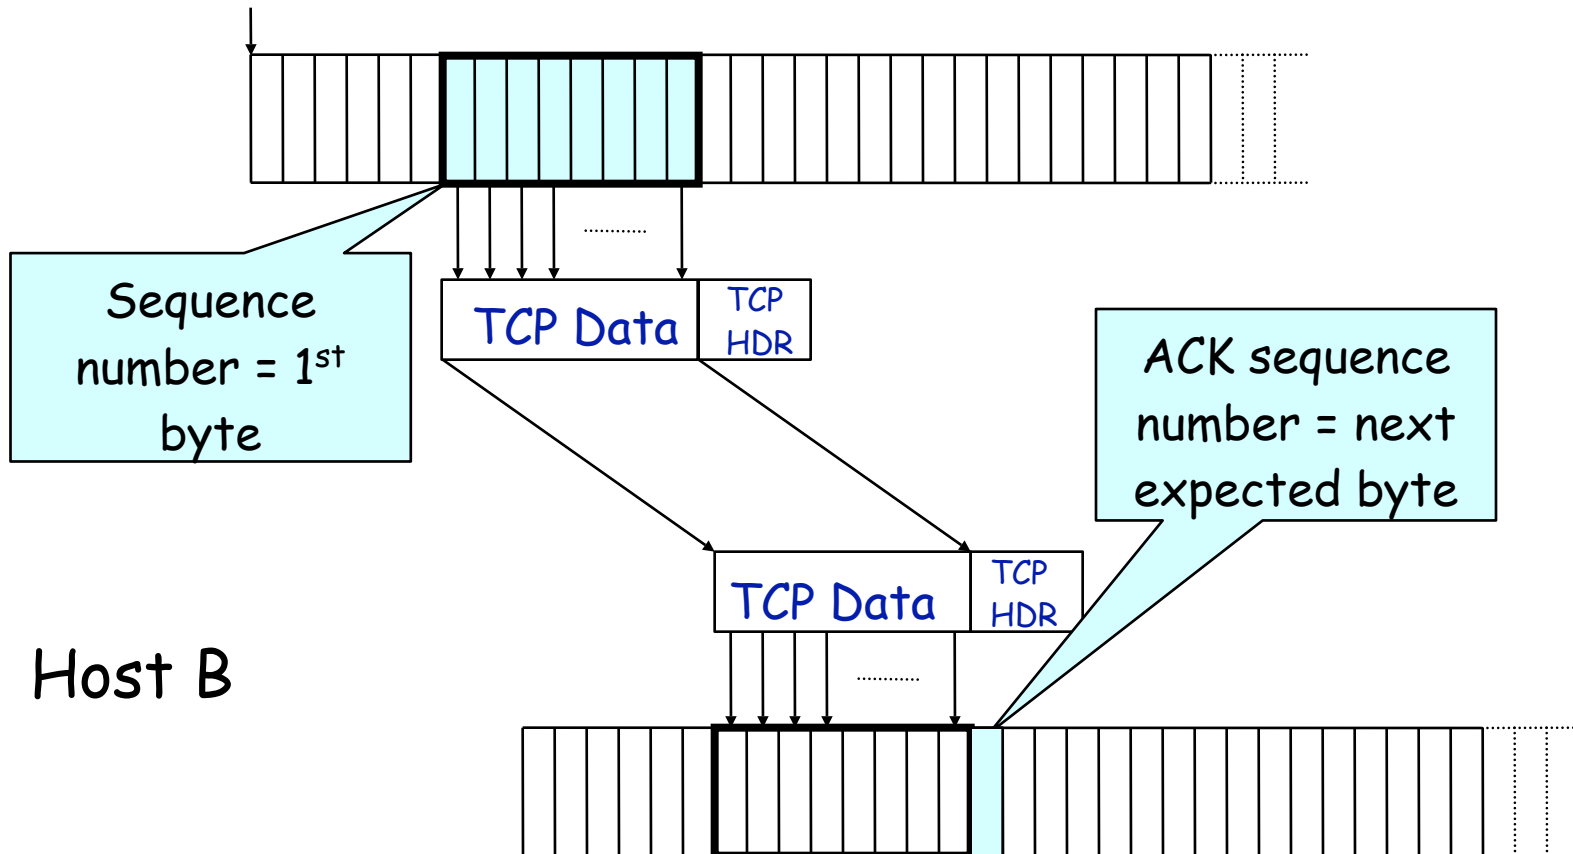 Sequence
number = 1st
byte
TCP Data
TCP
HDR
ACK sequence
number = next
expected byte
TCP Data
TCP
HDR
Host B